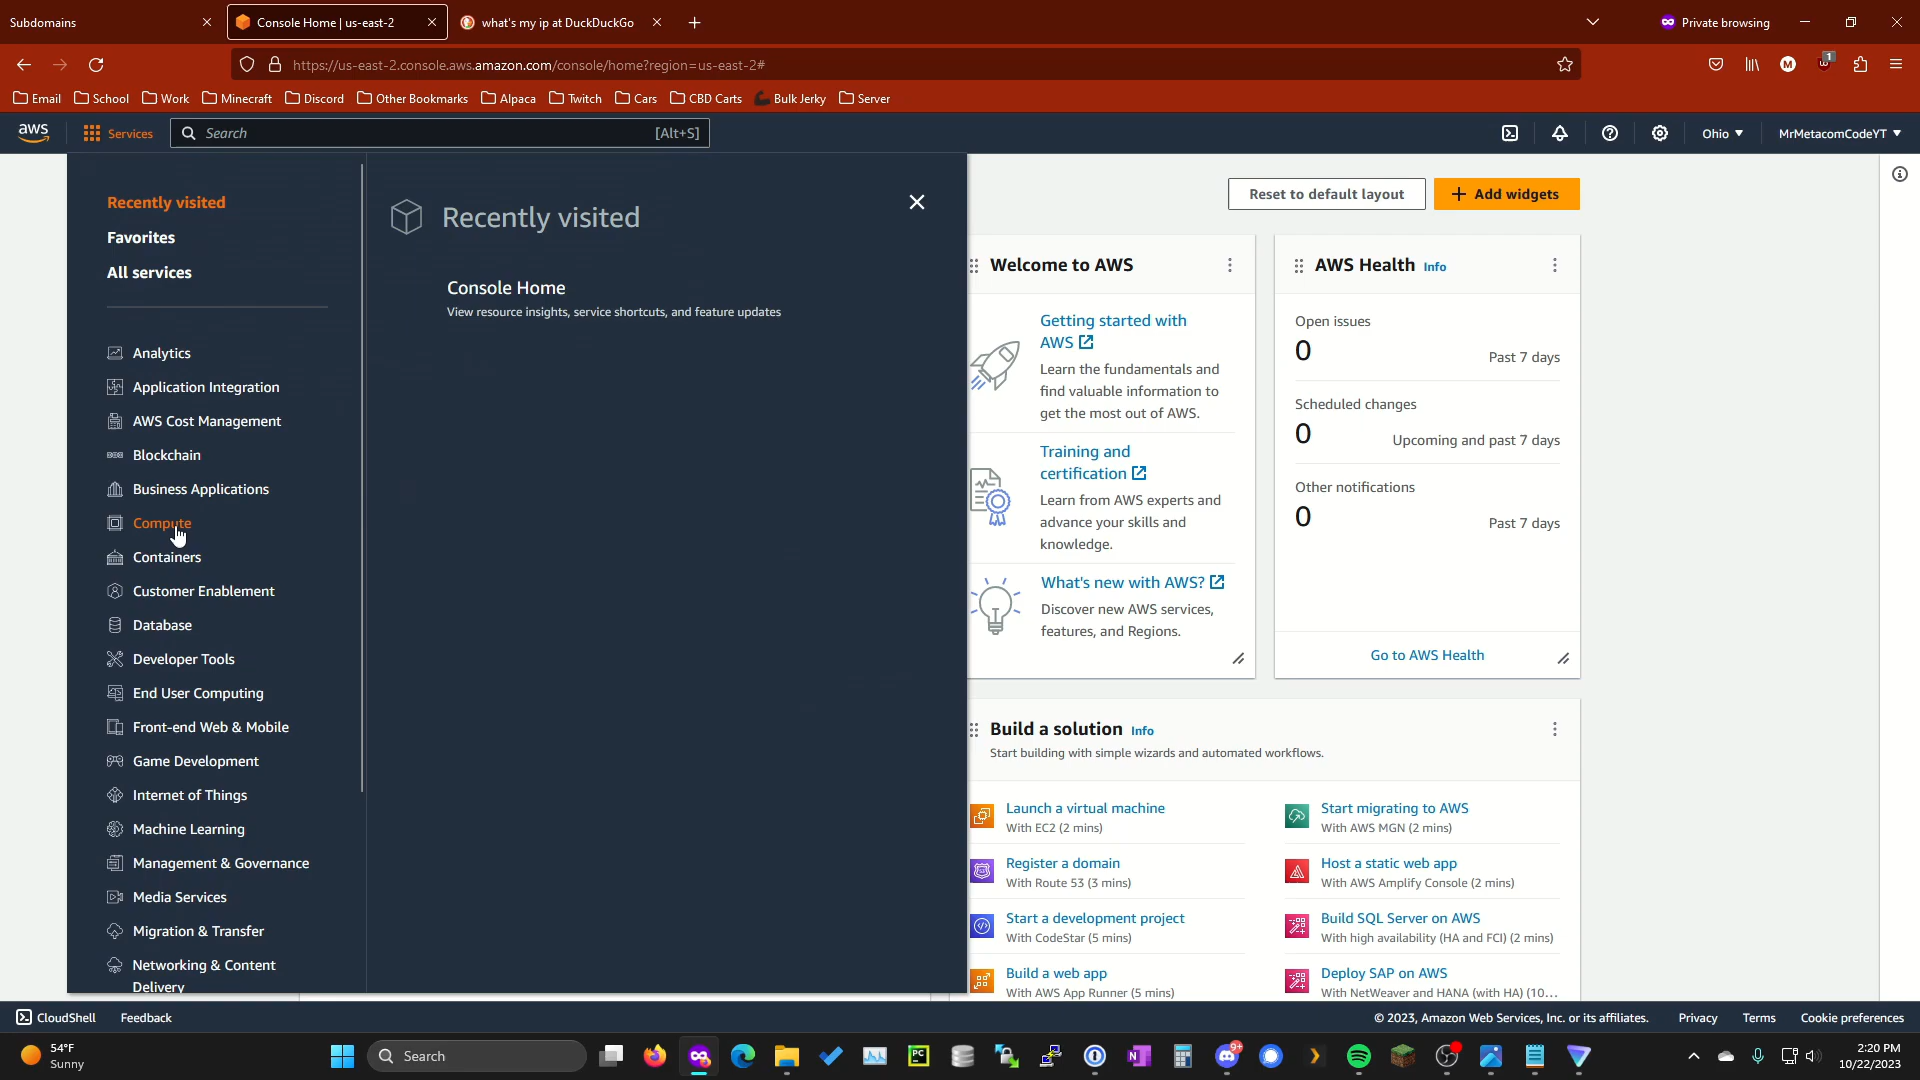 Subdomains
Console Home | us-east-2
what's my ip at DuckDuckGo
Private browsing
https://us-east-2.console.aws.amazon.com/console/home?region=us-east-2#
1
Email
School
Work
Minecraft
Discord
Other Bookmarks
Alpaca
Twitch
Cars
CBD Carts
Bulk Jerky
Server
aws
Services
Search
[Alt+S]
Ohio
MrMetacomCodeYT
Recently visited
Favorites
All services
Analytics
Application Integration
AWS Cost Management
Blockchain
Business Applications
Compute
Containers
Customer Enablement
Database
Developer Tools
End User Computing
Front-end Web & Mobile
Game Development
Internet of Things
Machine Learning
Management & Governance
Media Services
Migration & Transfer
Networking & Content
Delivery
Recently visited
Console Home
View resource insights, service shortcuts, and feature updates
Reset to default layout
Add widgets
Welcome to AWS
Getting started with
AWS
Learn the fundamentals and
find valuable information to
get the most out of AWS.
Training and
certification
Learn from AWS experts and
advance your skills and
knowledge.
What's new with AWS?
Discover new AWS services,
features, and Regions.
AWS Health Info
Open issues
0
Past 7 days
Scheduled changes
0
Upcoming and past 7 days
Other notifications
0
Past 7 days
Go to AWS Health
Build a solution Info
Start building with simple wizards and automated workflows.
Launch a virtual machine
With EC2 (2 mins)
Register a domain
With Route 53 (3 mins)
Start a development project
With CodeStar (5 mins)
Build a web app
With AWS App Runner (5 mins)
Start migrating to AWS
With AWS MGN (2 mins)
Host a static web app
With AWS Amplify Console (2 mins)
Build SQL Server on AWS
With high availability (HA and FCI) (2 mins)
Deploy SAP on AWS
With NetWeaver and HANA (with HA) (10...
CloudShell
Feedback
© 2023, Amazon Web Services, Inc. or its affiliates.
Privacy
Terms
Cookie preferences
54°F
Sunny
Search
PC
N
9+
2:20 PM
10/22/2023